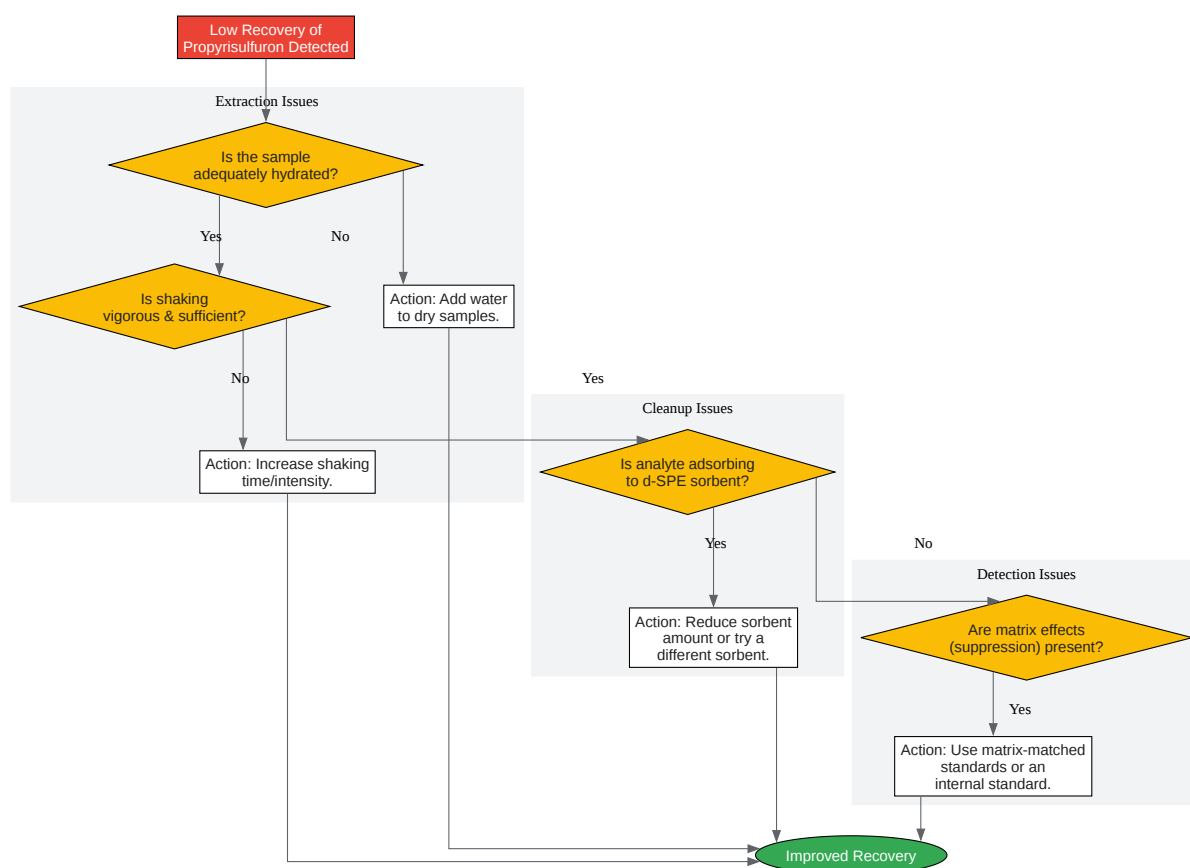 Low Recovery of
Propyrisulfuron Detected
Extraction Issues
Is the sample
adequately hydrated?
Yes
No
Is shaking
vigorous & sufficient?
Action: Add water
to dry samples.
No
Yes
Cleanup Issues
Action: Increase shaking
time/intensity.
Is analyte adsorbing
to d-SPE sorbent?
Yes
No
Detection Issues
Action: Reduce sorbent
amount or try a
different sorbent.
Are matrix effects
(suppression) present?
Yes
Action: Use matrix-matched
standards or an
internal standard.
Improved Recovery